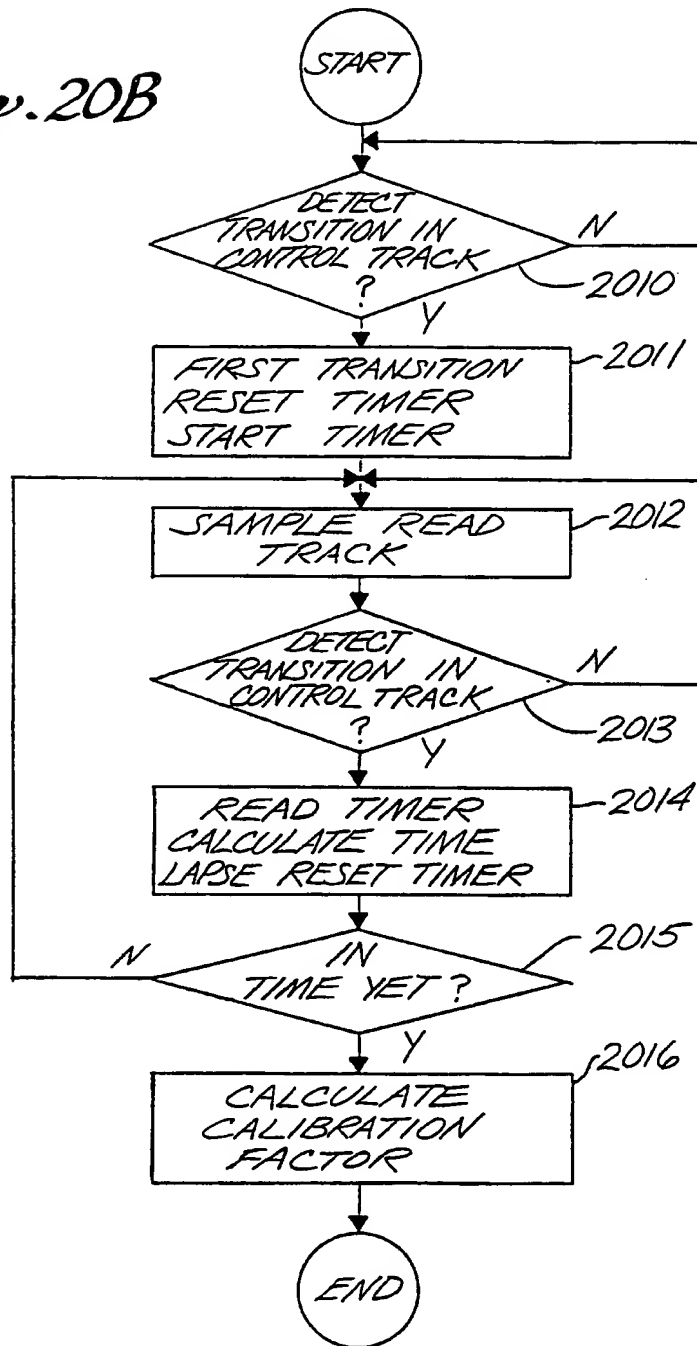 .20B
START
DETECT
TRANSITION IN
CONTROL TRACK
?
N
2010
Y
FIRST TRANSITION
RESET TIMER
START TIMER
2011
SAMPLE READ
TRACK
2012
DETECT
TRANSITION IN
CONTROL TRACK
?
N
2013
Y
READ TIMER
CALCULATE TIME
LAPSE RESET TIMER
2014
N
IN
TIME YET?
2015
Y
CALCULATE
CALIBRATION
FACTOR
2016
END